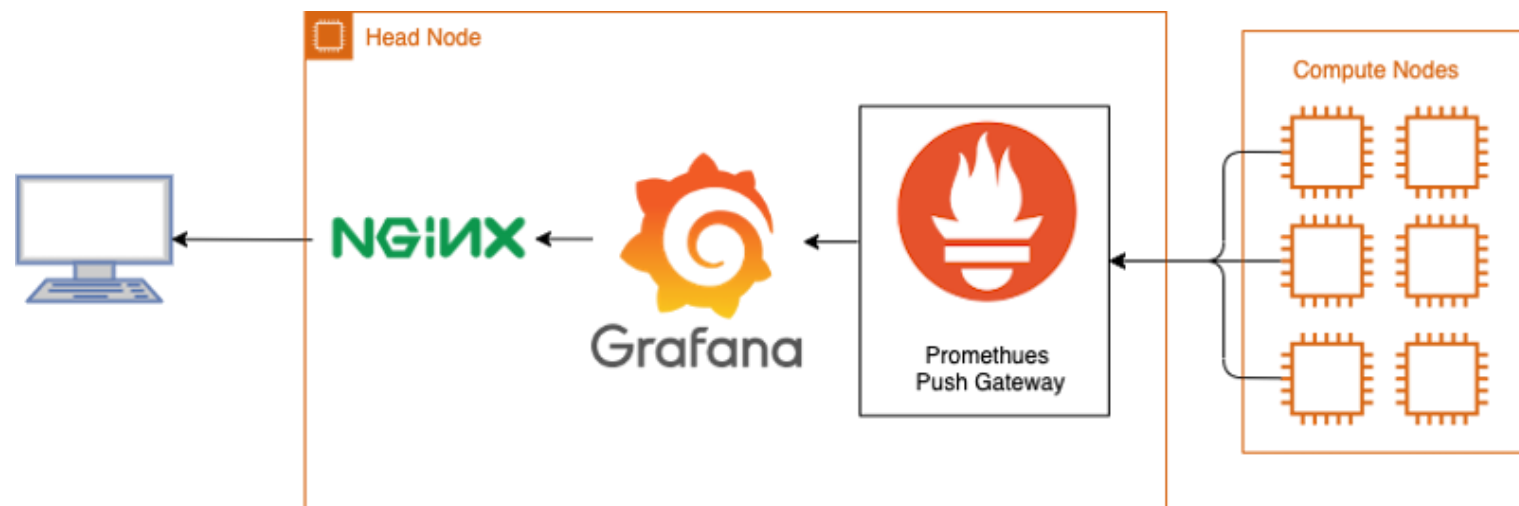 Head Node
Compute Nodes
NGiNX
Grafana
Promethues
Push Gateway